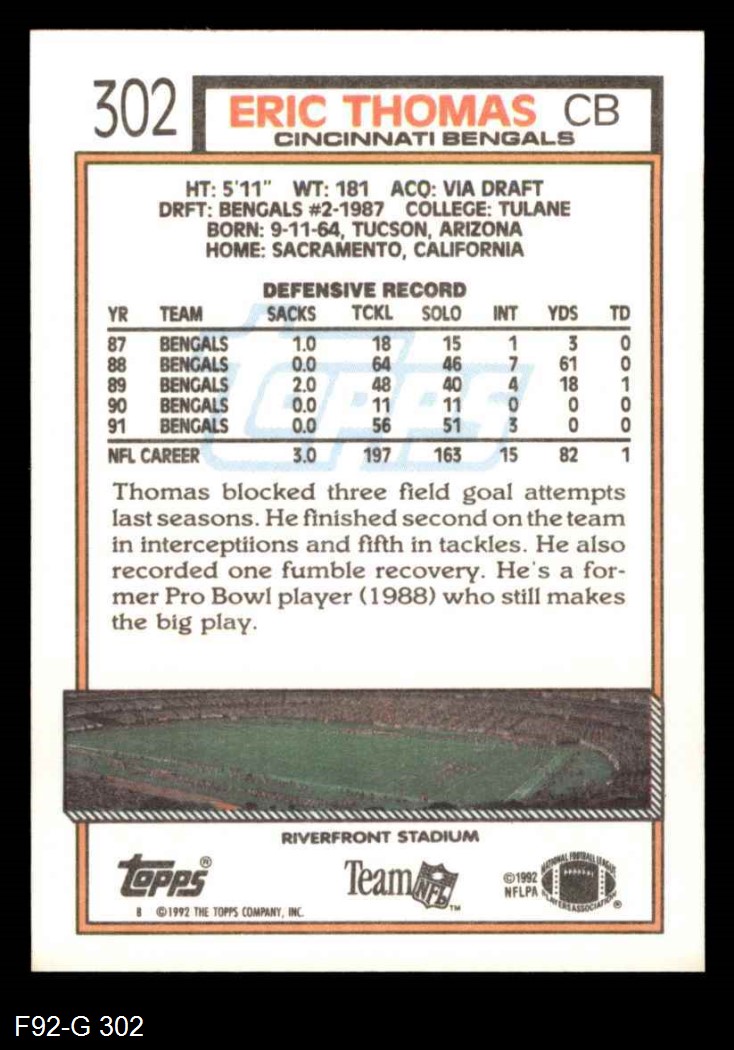 302 ERIC THOMAS CB
CINCINNATI BENGALS
HT: 5'11" WT: 181 ACQ: VIA DRAFT
DRFT: BENGALS #2-1987 COLLEGE: TULANE
BORN: 9-11-64, TUCSON, ARIZONA
HOME: SACRAMENTO, CALIFORNIA
DEFENSIVE RECORD
YR TEAM SACKS TCKL SOLO INT YDS TD
87 BENGALS 1.0 18 15 1 3 0
88 BENGALS 0.0 64 46 7 61 0
89 BENGALS 2.0 48 40 4 18 1
90 BENGALS 0.0 11 11 0 0 0
91 BENGALS 0.0 56 51 3 0 0
NFL CAREER 3.0 197 163 15 82 1
topps
Thomas blocked three field goal attempts
last seasons. He finished second on the team
in interceptiions and fifth in tackles. He also
recorded one fumble recovery. He's a for-
mer Pro Bowl player (1988) who still makes
the big play.
RIVERFRONT STADIUM
topps®
B ©1992 THE TOPPS COMPANY, INC.
Team NFL™
©1992
NFLPA
NATIONAL FOOTBALL LEAGUE
PLAYERS ASSOCIATION ®
F92-G 302